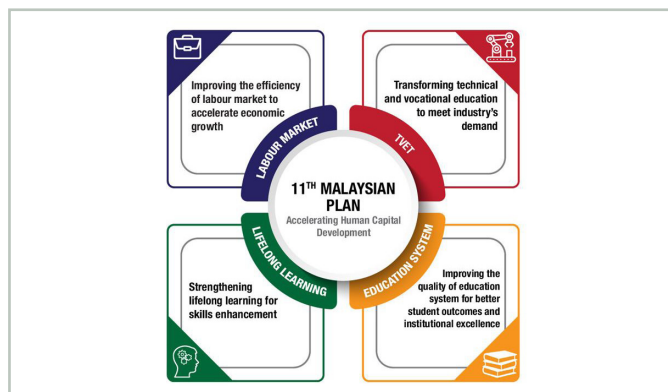 Improving the efficiency
of labour market to
accelerate economic
growth
LABOUR MARKET
Transforming technical
and vocational education
to meet industry's
demand
TVET
11TH MALAYSIAN
PLAN
Accelerating Human Capital
Development
Strengthening
lifelong learning for
skills enhancement
LIFELONG LEARNING
Improving the
quality of education
system for better
student outcomes and
institutional excellence
EDUCATION SYSTEM